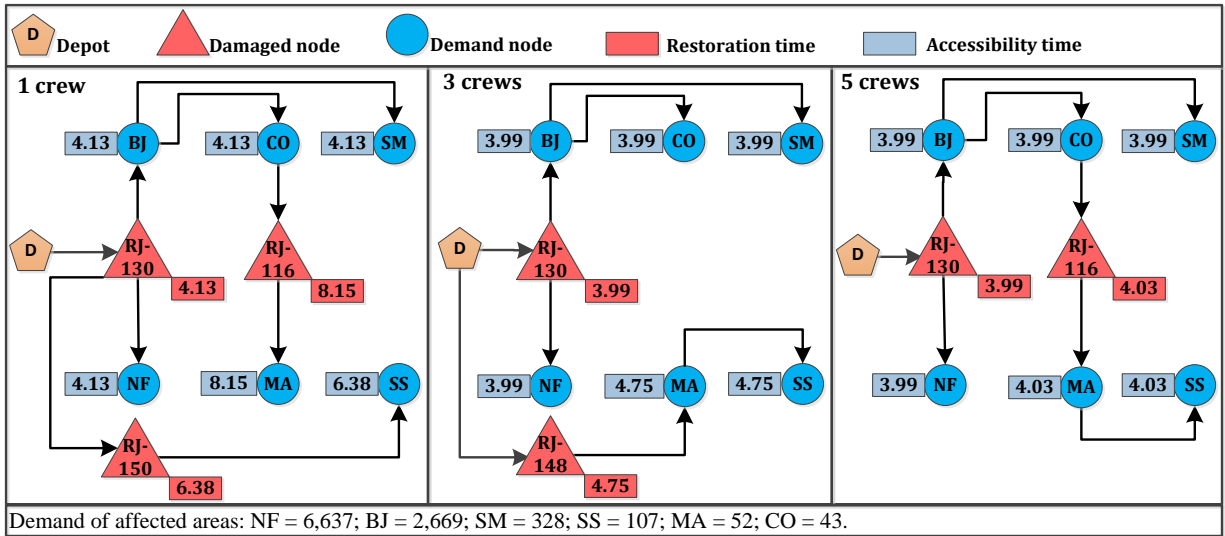 D Depot Damaged node Demand node Restoration time Accessibility time
1 crew
4.13 BJ 4.13 CO 4.13 SM
D
RJ-
130
4.13
RJ-
116
8.15
4.13 NF 8.15 MA 6.38 SS
RJ-
150
6.38
3 crews
3.99 BJ 3.99 CO 3.99 SM
D
RJ-
130
3.99
3.99 NF 4.75 MA 4.75 SS
RJ-
148
4.75
5 crews
3.99 BJ 3.99 CO 3.99 SM
D
RJ-
130
3.99
RJ-
116
4.03
3.99 NF 4.03 MA 4.03 SS
Demand of affected areas: NF = 6,637; BJ = 2,669; SM = 328; SS = 107; MA = 52; CO = 43.